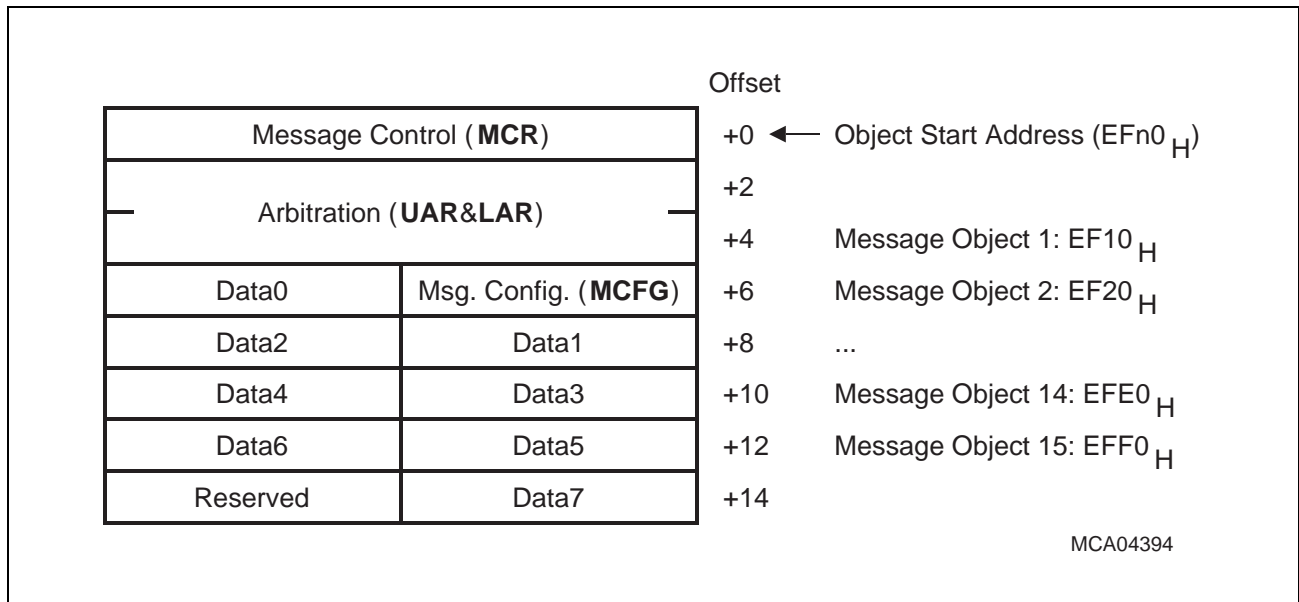 Offset
Message Control (MCR) +0 Object Start Address (EFn0H)
+2
Arbitration (UAR&LAR)
+4 Message Object 1: EF10H
Data0 Msg. Config. (MCFG) +6 Message Object 2: EF20H
Data2 Data1 +8 ...
Data4 Data3 +10 Message Object 14: EFE0H
Data6 Data5 +12 Message Object 15: EFF0H
Reserved Data7 +14
MCA04394